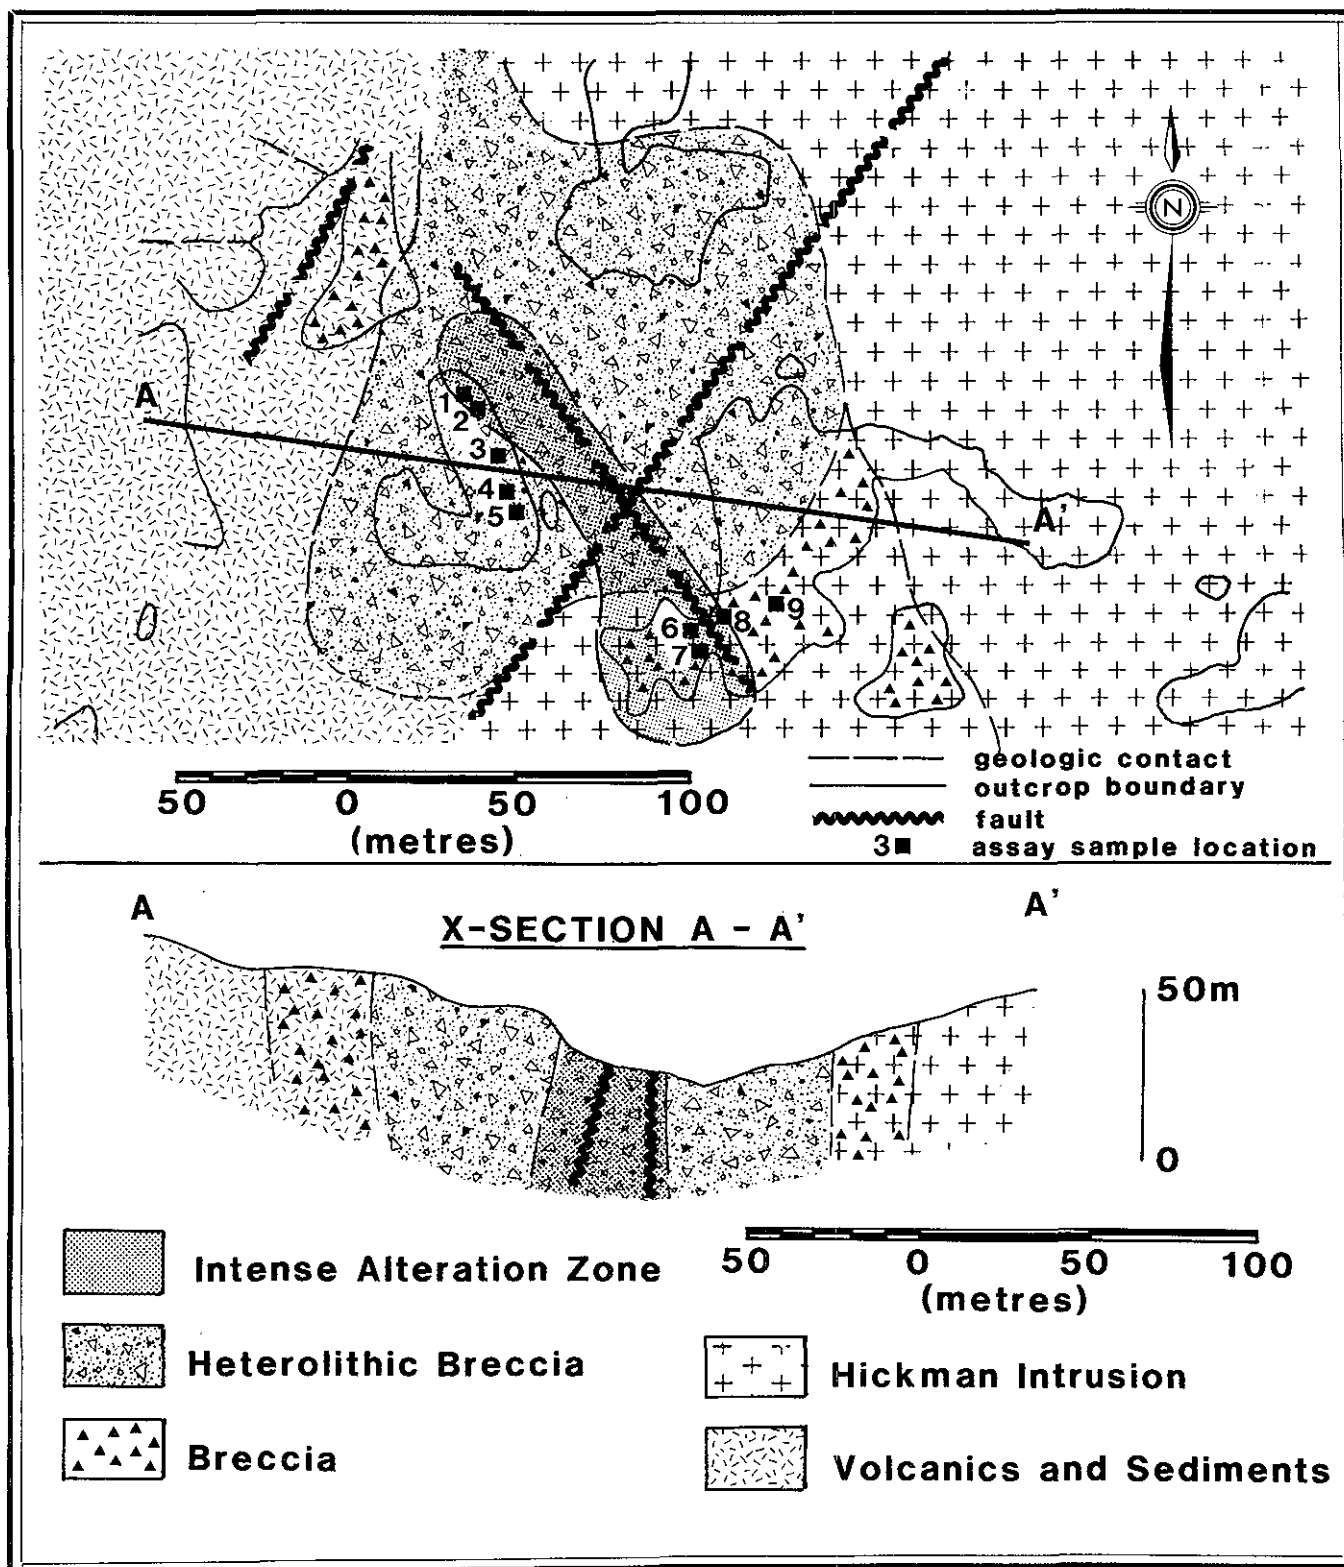 N
A
1
2
3
4
5
A'
6
7
8
9
50 0 50 100
(metres)
geologic contact
outcrop boundary
fault
3 assay sample location
A
X-SECTION A - A'
A'
50m
0
Intense Alteration Zone
50 0 50 100
(metres)
Heterolithic Breccia
Hickman Intrusion
Breccia
Volcanics and Sediments